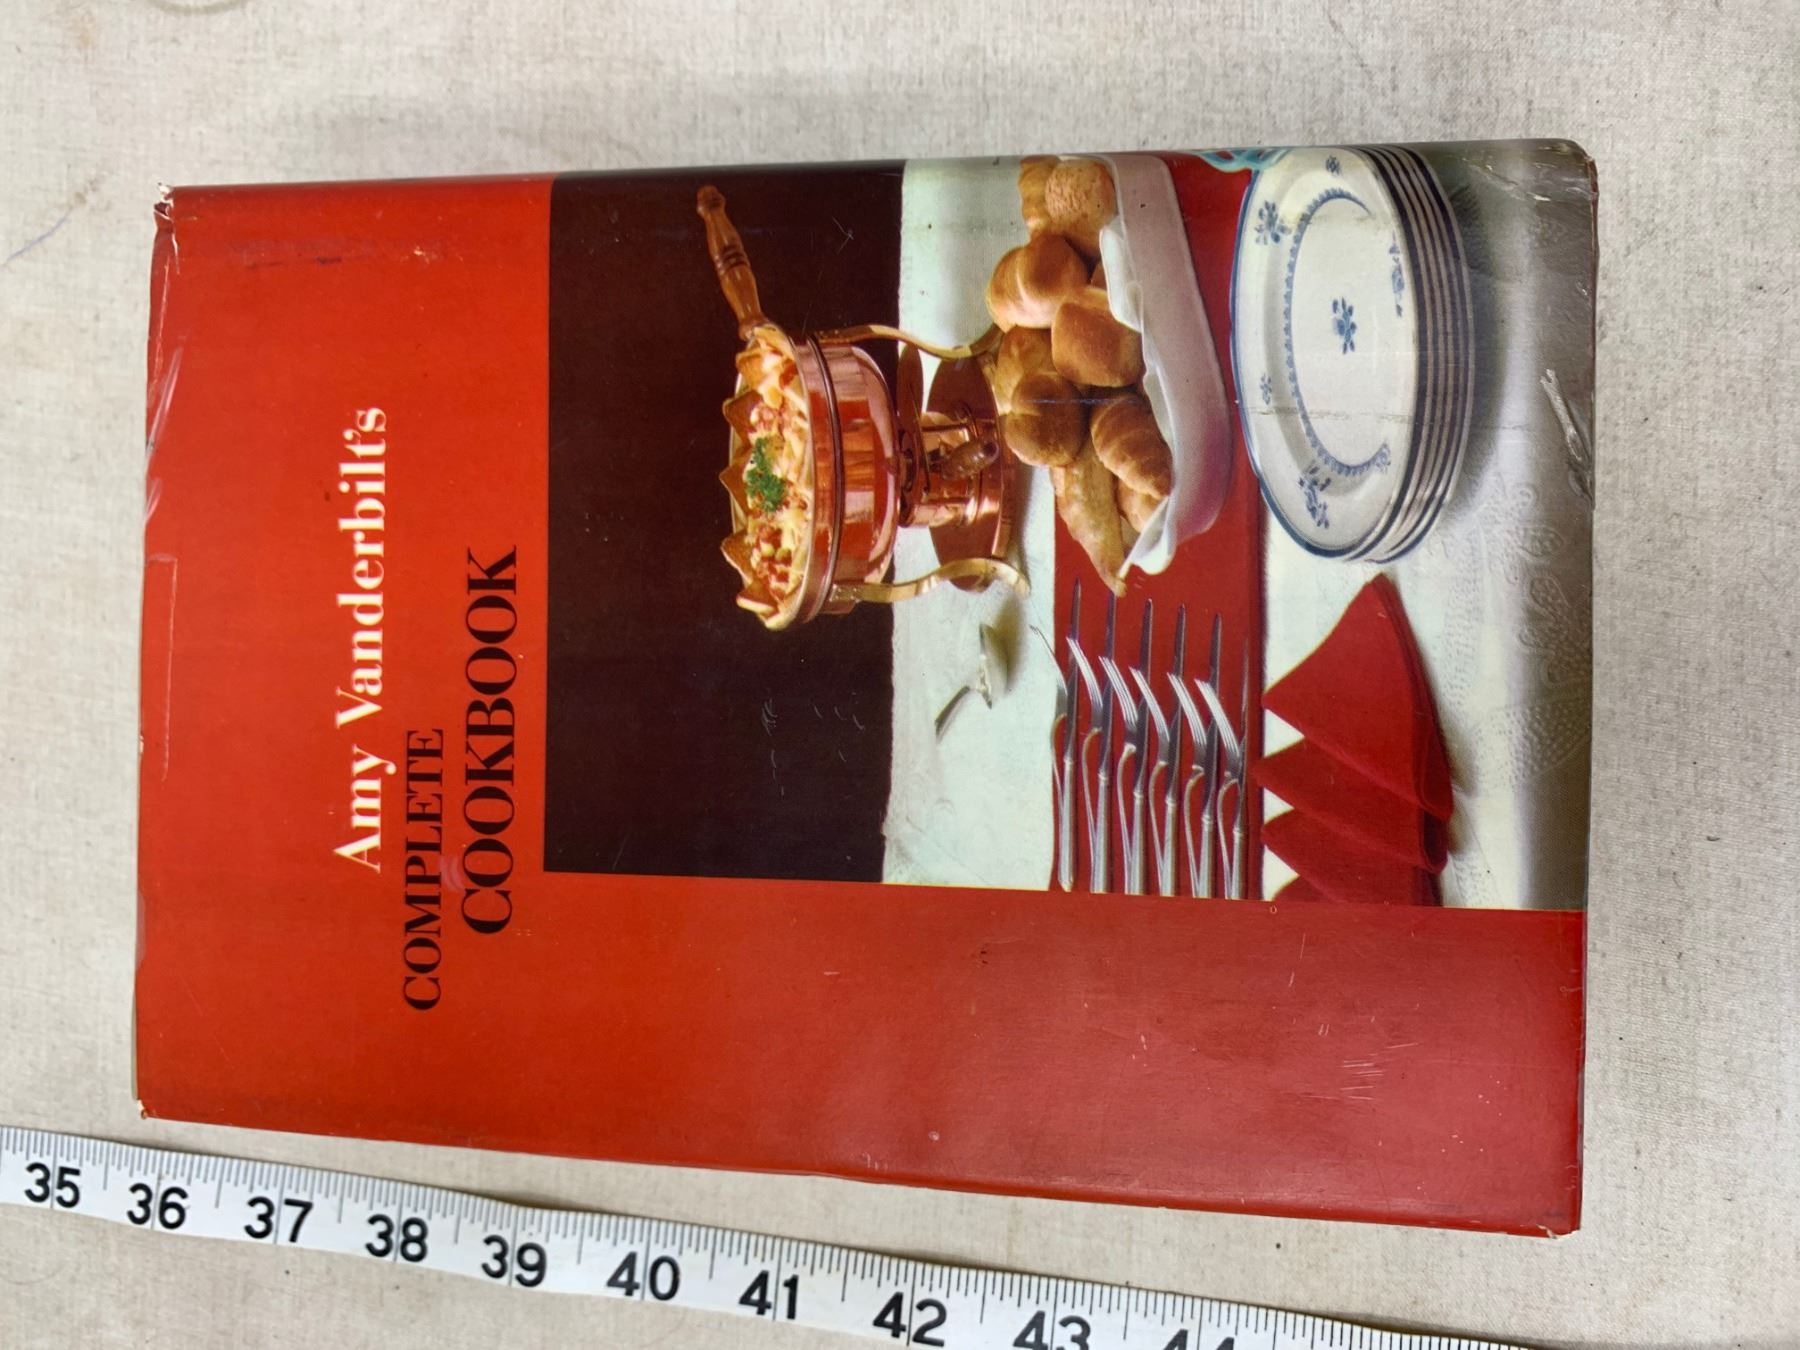 Amy Vanderbilt's
COMPLETE
COOKBOOK
35 36 37 38 39 40 41 42 43 44